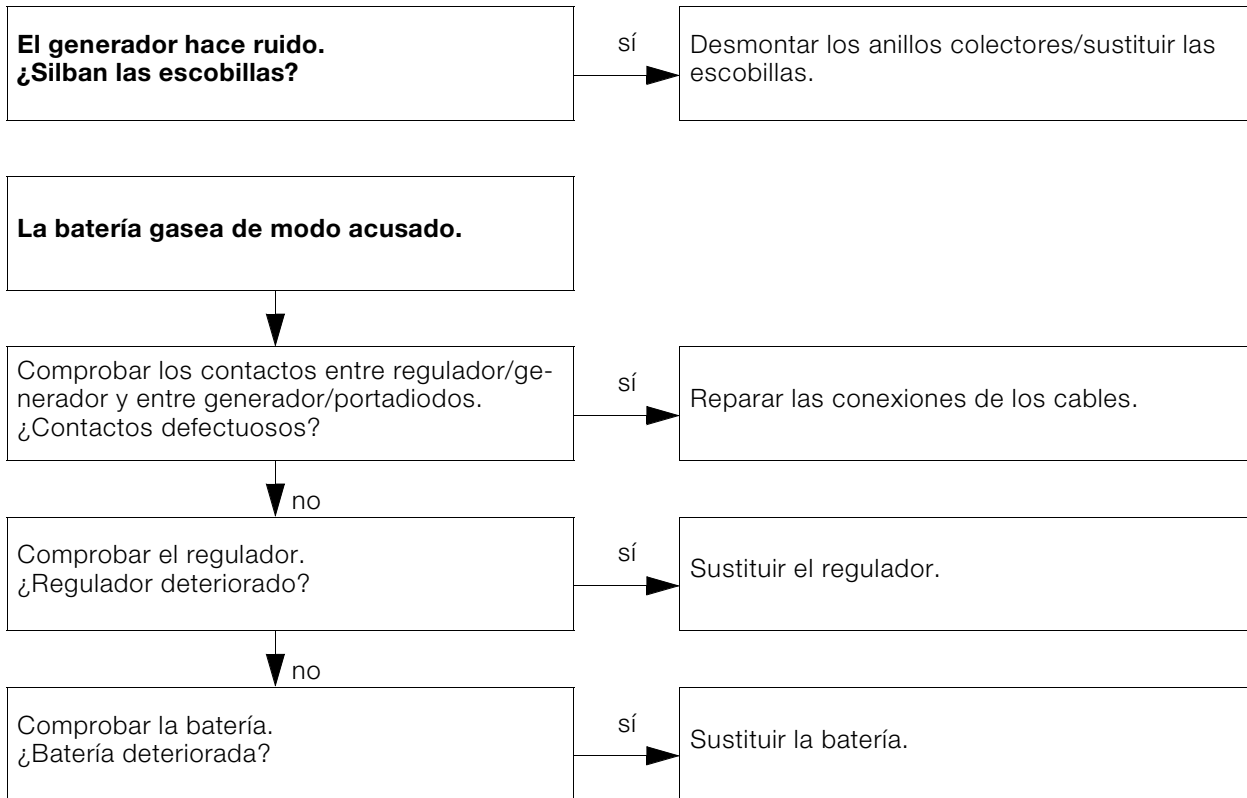 El generador hace ruido.
¿Silban las escobillas?
sí
Desmontar los anillos colectores/sustituir las
escobillas.
La batería gasea de modo acusado.
Comprobar los contactos entre regulador/ge-
nerador y entre generador/portadiodos.
¿Contactos defectuosos?
sí
Reparar las conexiones de los cables.
no
Comprobar el regulador.
¿Regulador deteriorado?
sí
Sustituir el regulador.
no
Comprobar la batería.
¿Batería deteriorada?
sí
Sustituir la batería.